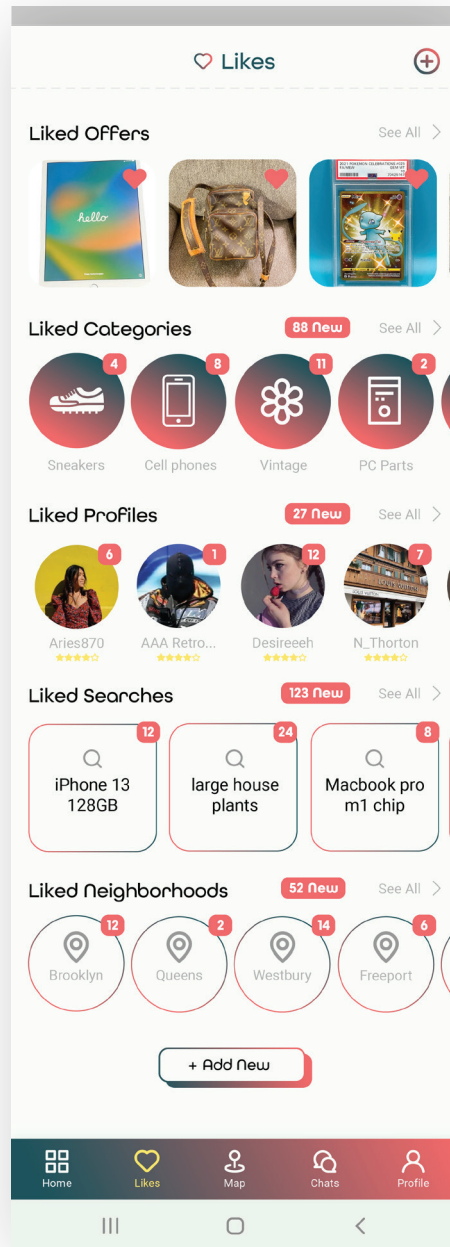 Likes
Liked Offers
See All
hello
Liked Categories
88 New
See All
4
8
11
2
Sneakers
Cell phones
Vintage
PC Parts
Liked Profiles
27 New
See All
6
1
12
7
Aries870
AAA Retro...
Desireeeh
N_Thorton
Liked Searches
123 New
See All
12
24
8
iPhone 13
128GB
large house
plants
Macbook pro
m1 chip
Liked Neighborhoods
52 New
See All
12
2
14
6
Brooklyn
Queens
Westbury
Freeport
+ Add New
Home
Likes
Map
Chats
Profile